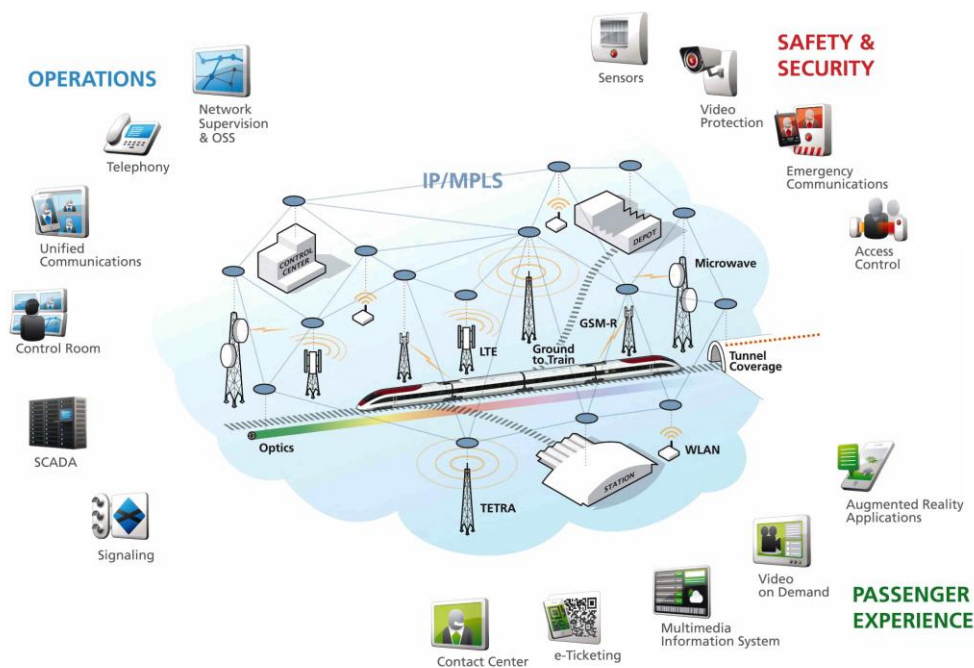 OPERATIONS
Network
Supervision
& OSS
Telephony
Unified
Communications
Control Room
SCADA
Signaling
Sensors
SAFETY &
SECURITY
Video
Protection
Emergency
Communications
Access
Control
IP/MPLS
CONTROL
CENTER
DEPOT
Microwave
GSM-R
LTE
Ground
to Train
Tunnel
Coverage
Optics
WLAN
STATION
TETRA
Augmented Reality
Applications
Video
on Demand
PASSENGER
EXPERIENCE
Multimedia
Information System
e-Ticketing
Contact Center